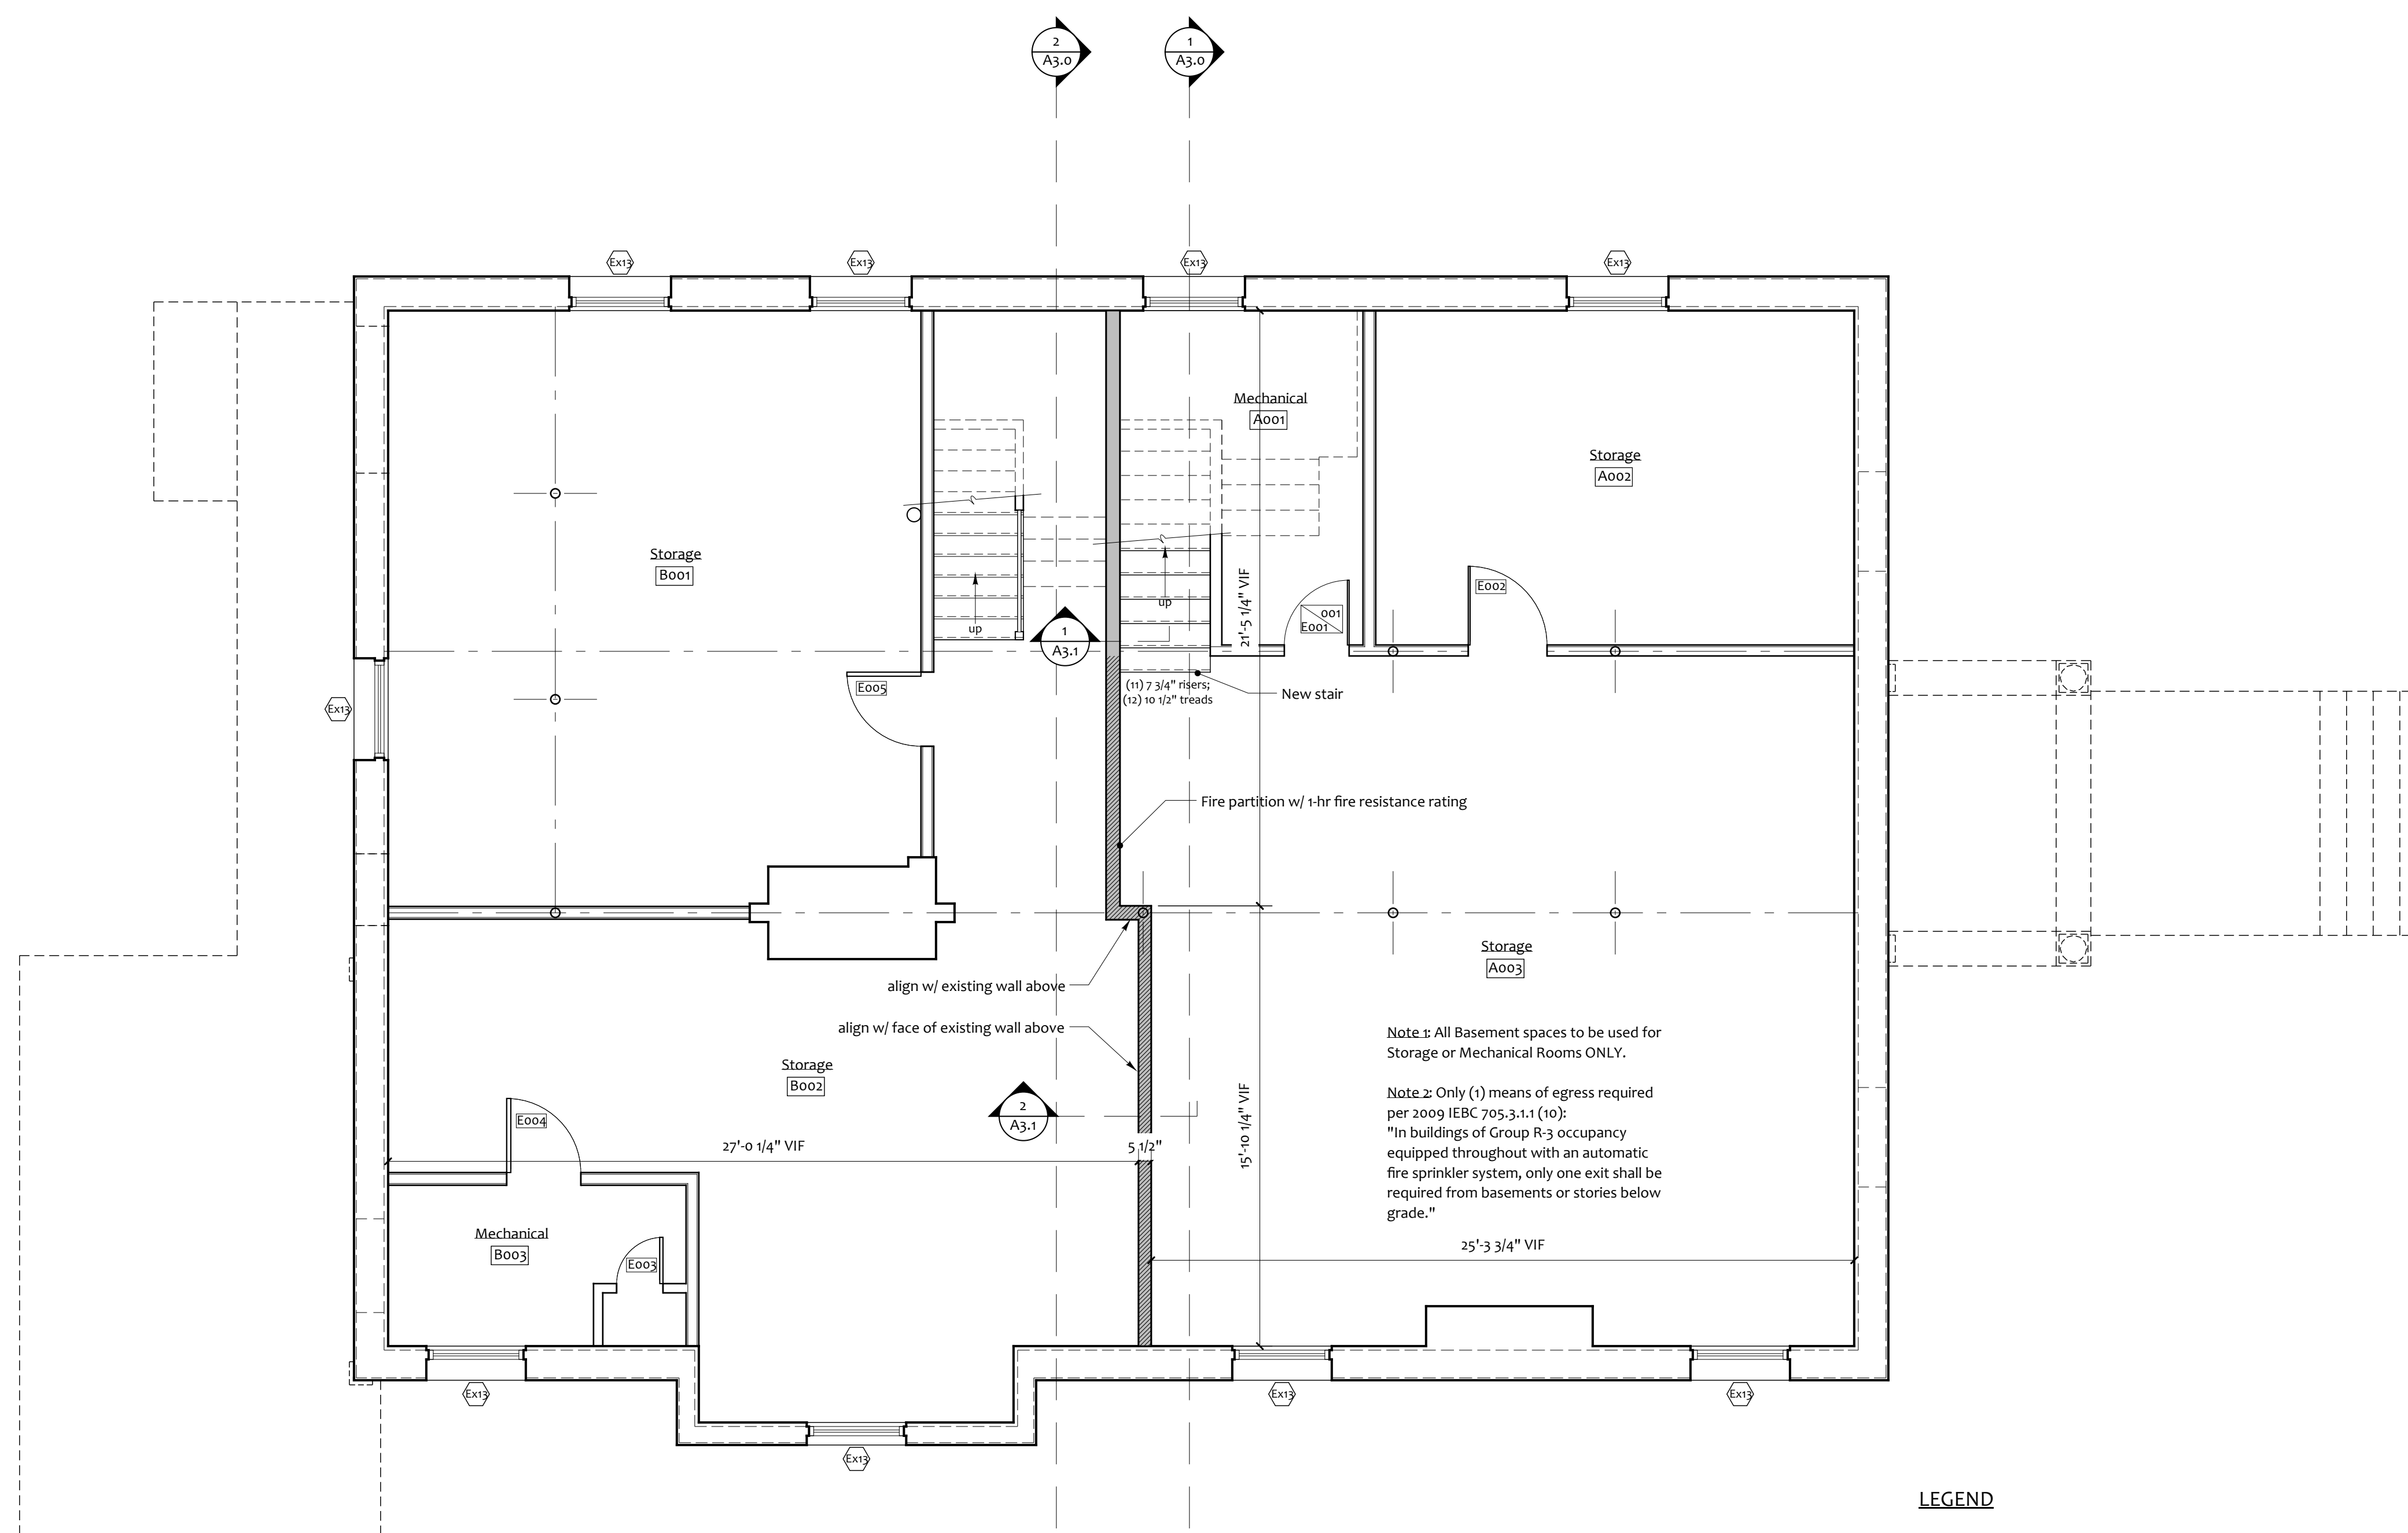 2
A3.0
1
A3.0
Ex13
Ex13
Ex13
Ex13
Mechanical
A001
Storage
A002
Storage
B001
E002
21'-5 1/4" VIF
up
001
E001
up
1
A3.1
E005
(11) 7 3/4" risers;
(12) 10 1/2" treads
New stair
Ex13
Fire partition w/ 1-hr fire resistance rating
Storage
A003
align w/ existing wall above
align w/ face of existing wall above
Note 1: All Basement spaces to be used for
Storage or Mechanical Rooms ONLY.
Storage
B002
Note 2: Only (1) means of egress required
per 2009 IEBC 705.3.1.1 (10):
"In buildings of Group R-3 occupancy
equipped throughout with an automatic
fire sprinkler system, only one exit shall be
required from basements or stories below
grade."
2
A3.1
E004
15'-10 1/4" VIF
27'-0 1/4" VIF
5 1/2"
Mechanical
B003
E003
25'-3 3/4" VIF
Ex13
Ex13
Ex13
Ex13
LEGEND